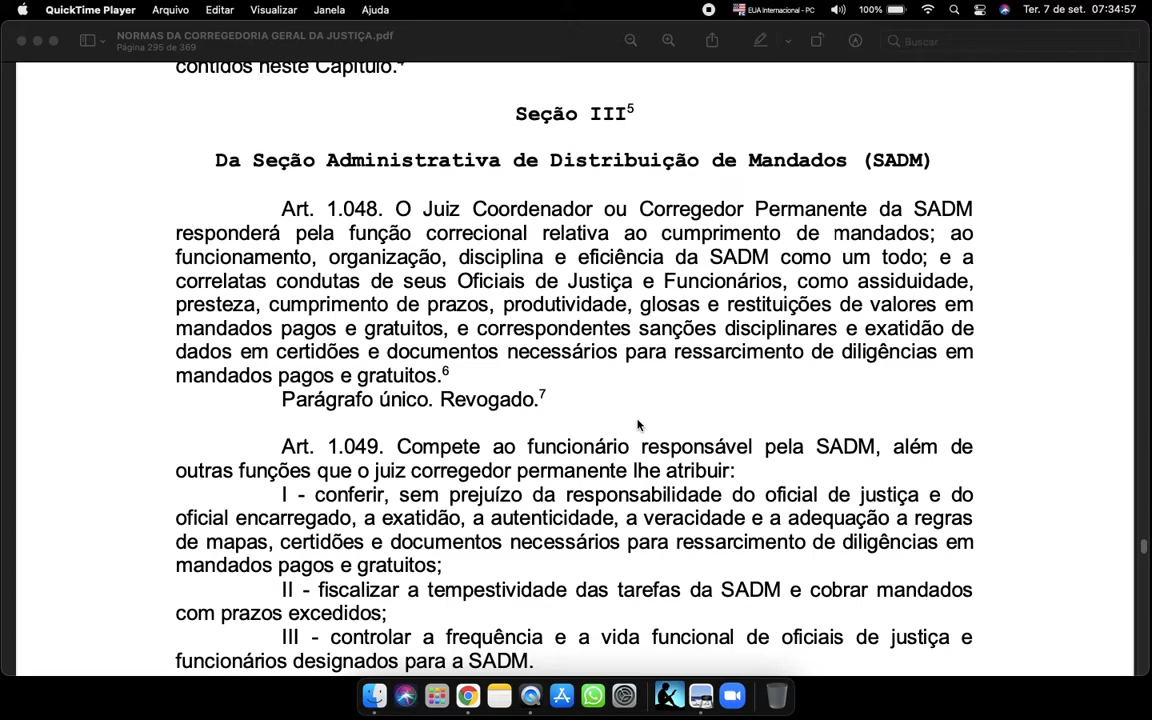 QuickTime Player Arquivo Editar Visualizar Janela Ajuda EUA Internacional - PC 100% Ter. 7 de set. 07:34:57
NORMAS DA CORREGEDORIA GERAL DA JUSTIÇA.pdf
Página 295 de 369
Buscar
contidos neste Capítulo.⁴
Seção III⁵
Da Seção Administrativa de Distribuição de Mandados (SADM)
Art. 1.048. O Juiz Coordenador ou Corregedor Permanente da SADM
responderá pela função correcional relativa ao cumprimento de mandados; ao
funcionamento, organização, disciplina e eficiência da SADM como um todo; e a
correlatas condutas de seus Oficiais de Justiça e Funcionários, como assiduidade,
presteza, cumprimento de prazos, produtividade, glosas e restituições de valores em
mandados pagos e gratuitos, e correspondentes sanções disciplinares e exatidão de
dados em certidões e documentos necessários para ressarcimento de diligências em
mandados pagos e gratuitos.⁶
Parágrafo único. Revogado.⁷
Art. 1.049. Compete ao funcionário responsável pela SADM, além de
outras funções que o juiz corregedor permanente lhe atribuir:
I - conferir, sem prejuízo da responsabilidade do oficial de justiça e do
oficial encarregado, a exatidão, a autenticidade, a veracidade e a adequação a regras
de mapas, certidões e documentos necessários para ressarcimento de diligências em
mandados pagos e gratuitos;
II - fiscalizar a tempestividade das tarefas da SADM e cobrar mandados
com prazos excedidos;
III - controlar a frequência e a vida funcional de oficiais de justiça e
funcionários designados para a SADM.